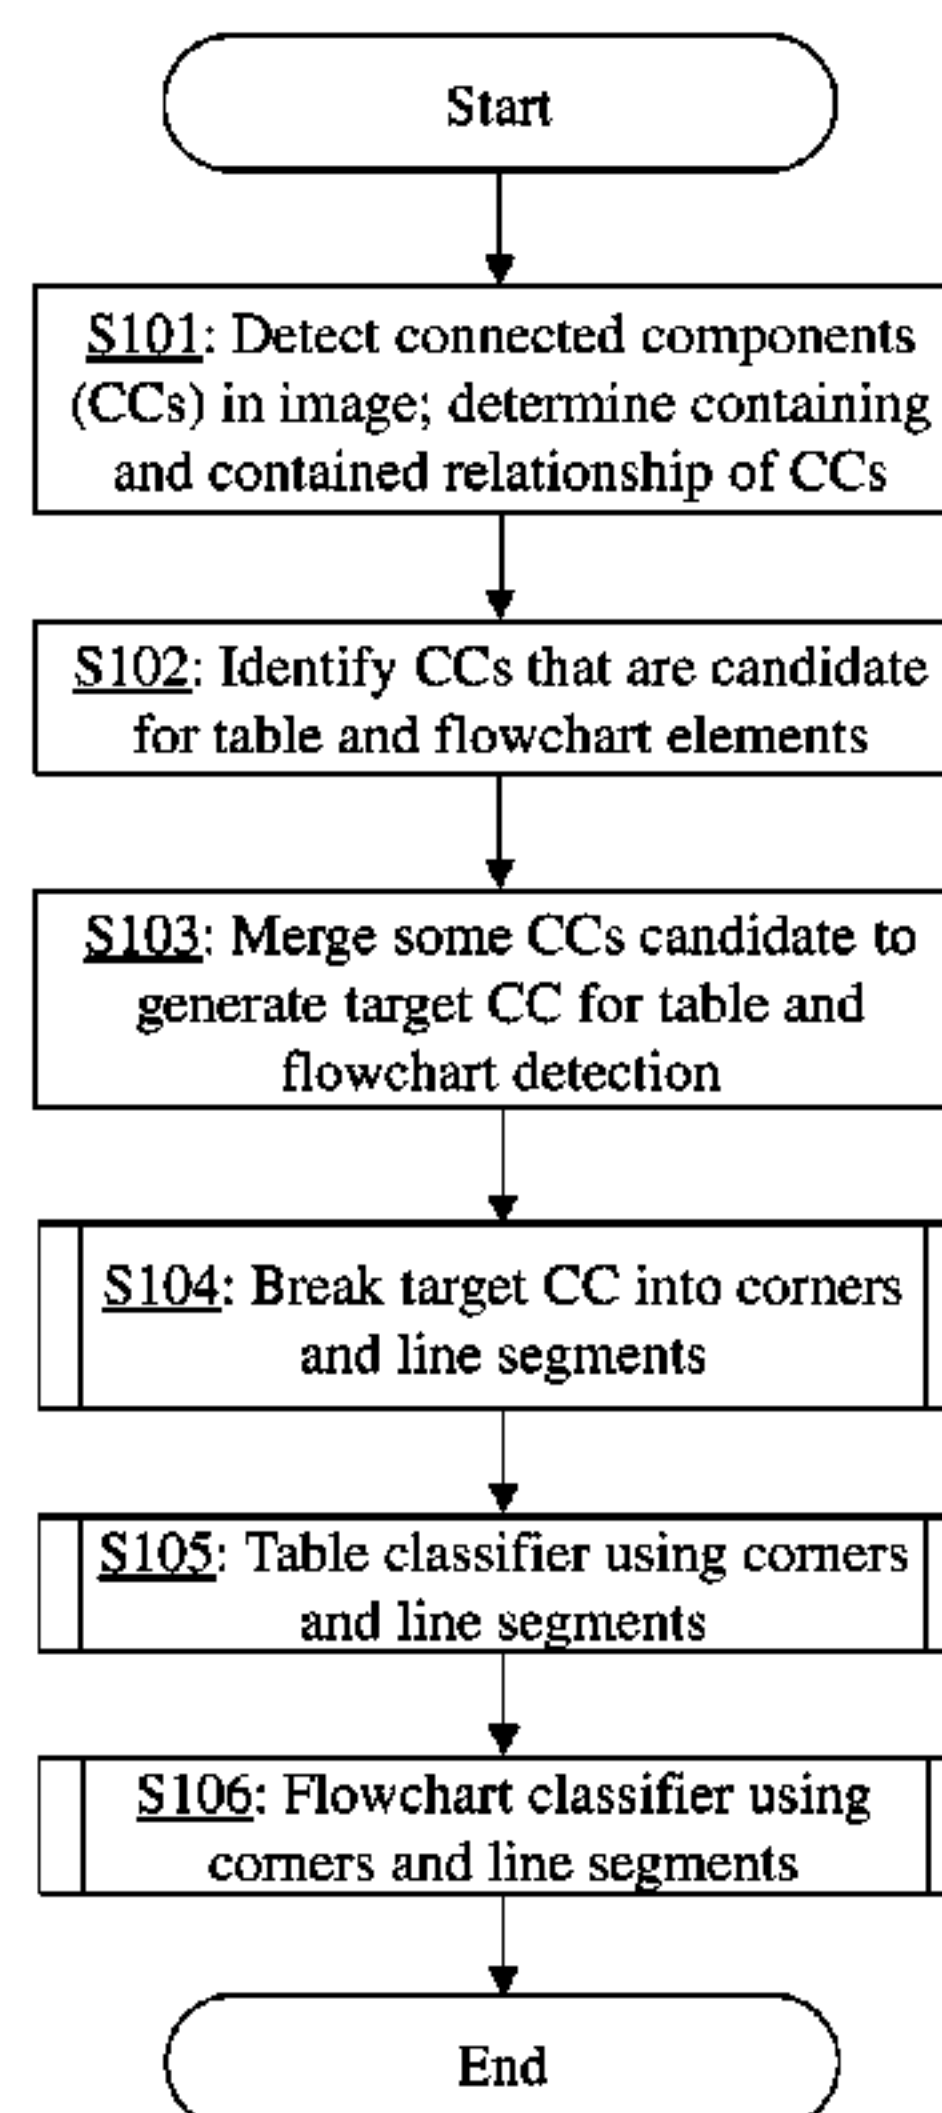 Start
S101: Detect connected components
(CCs) in image; determine containing
and contained relationship of CCs
S102: Identify CCs that are candidate
for table and flowchart elements
S103: Merge some CCs candidate to
generate target CC for table and
flowchart detection
S104: Break target CC into corners
and line segments
S105: Table classifier using corners
and line segments
S106: Flowchart classifier using
corners and line segments
End